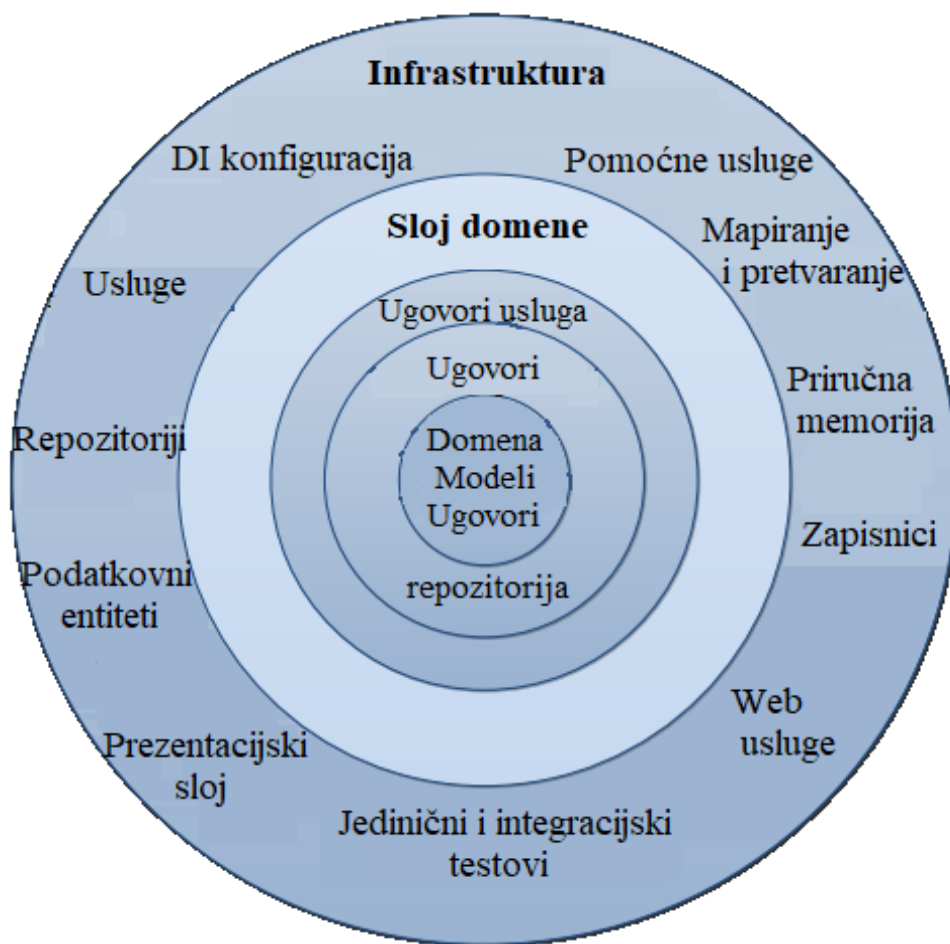 Infrastruktura
DI konfiguracija
Pomoćne usluge
Sloj domene
Mapiranje
i pretvaranje
Usluge
Ugovori usluga
Ugovori
Priručna
memorija
Repozitoriji
Domena
Modeli
Ugovori
Zapisnici
Podatkovni
entiteti
repozitorija
Web
usluge
Prezentacijski
sloj
Jedinični i integracijski
testovi